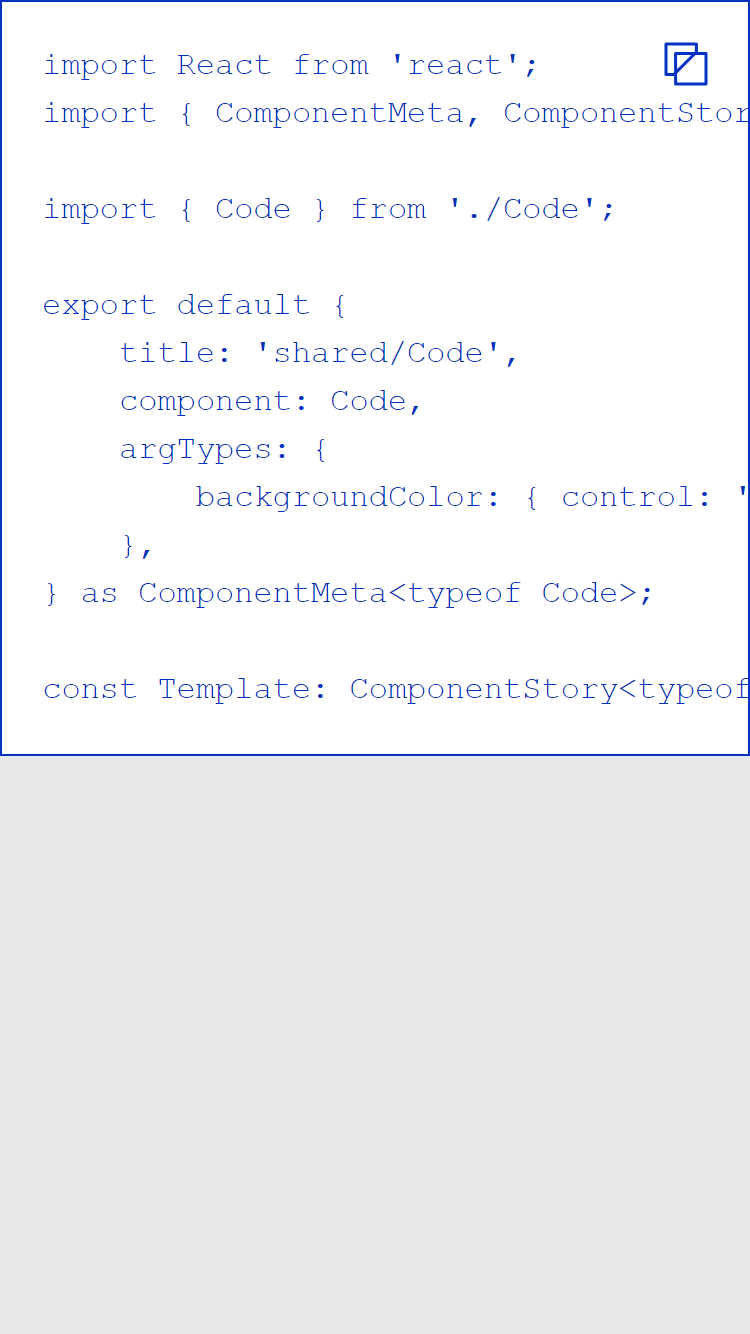 import React from 'react';
import { ComponentMeta, ComponentStor
import { Code } from './Code';
export default {
    title: 'shared/Code',
    component: Code,
    argTypes: {
        backgroundColor: { control: '
    },
} as ComponentMeta<typeof Code>;
const Template: ComponentStory<typeof